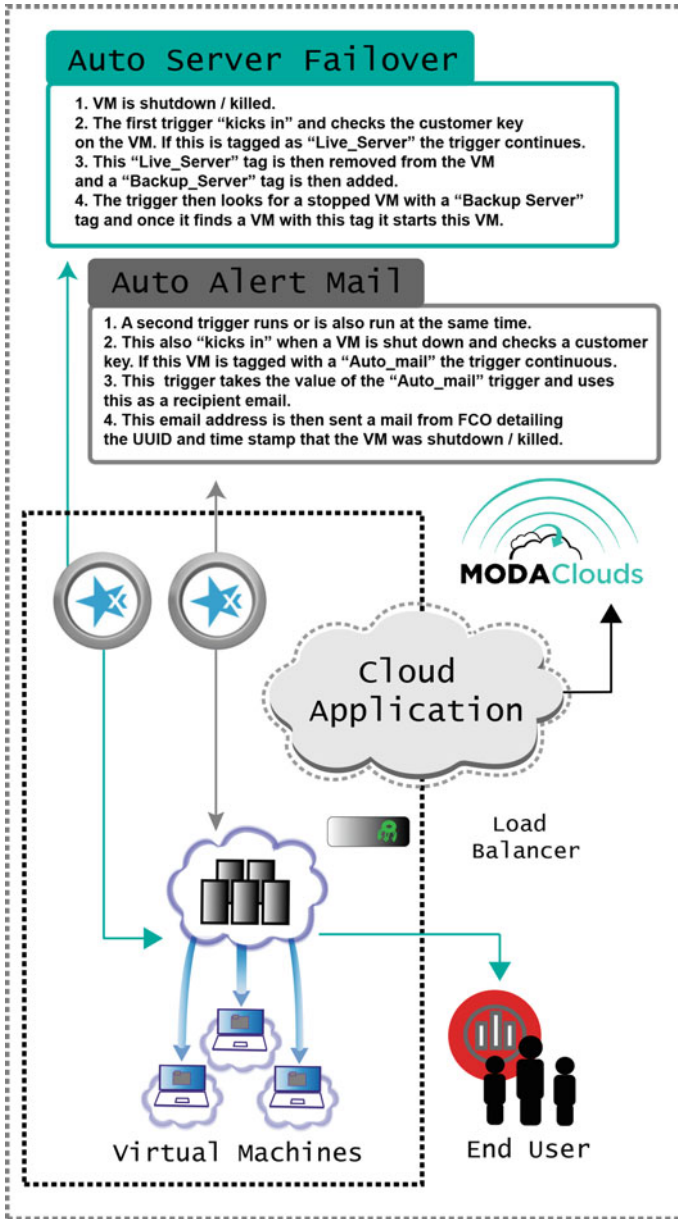 Auto Server Failover
1. VM is shutdown / killed.
2. The first trigger “kicks in” and checks the customer key
on the VM. If this is tagged as “Live_Server” the trigger continues.
3. This “Live_Server” tag is then removed from the VM
and a “Backup_Server” tag is then added.
4. The trigger then looks for a stopped VM with a “Backup Server”
tag and once it finds a VM with this tag it starts this VM.
Auto Alert Mail
1. A second trigger runs or is also run at the same time.
2. This also “kicks in” when a VM is shut down and checks a customer
key. If this VM is tagged with a “Auto_mail” the trigger continuous.
3. This trigger takes the value of the “Auto_mail” trigger and uses
this as a recipient email.
4. This email address is then sent a mail from FCO detailing
the UUID and time stamp that the VM was shutdown / killed.
X
X
MODAClouds
Cloud
Application
Load
Balancer
Virtual Machines
End User